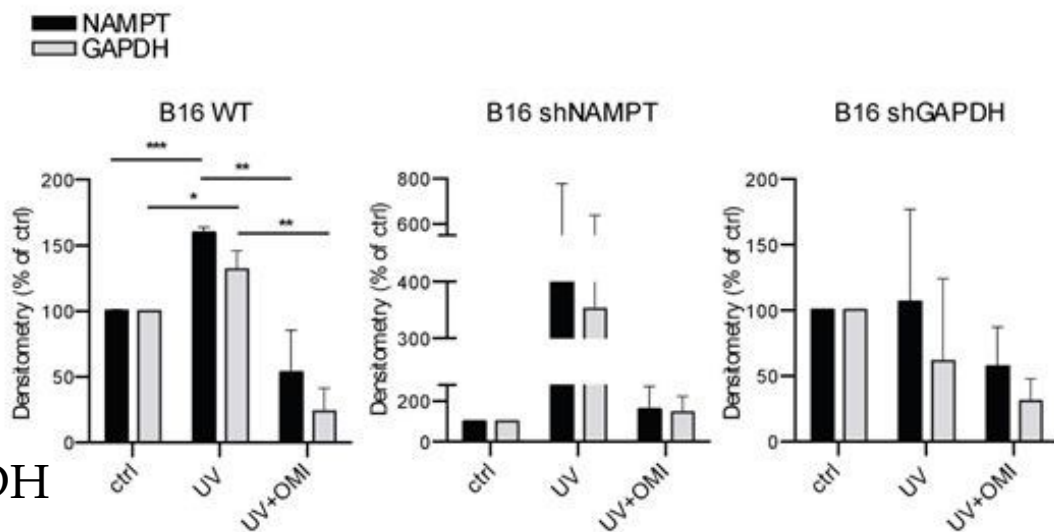 NAMPT
GAPDH
B16 WT
***
**
*
**
Densitometry (% of ctrl)
200
150
100
50
0
ctrl
UV
UV+OMI
B16 shNAMPT
Densitometry (% of ctrl)
800
600
400
300
200
0
ctrl
UV
UV+OMI
B16 shGAPDH
Densitometry (% of ctrl)
200
150
100
50
0
ctrl
UV
UV+OMI